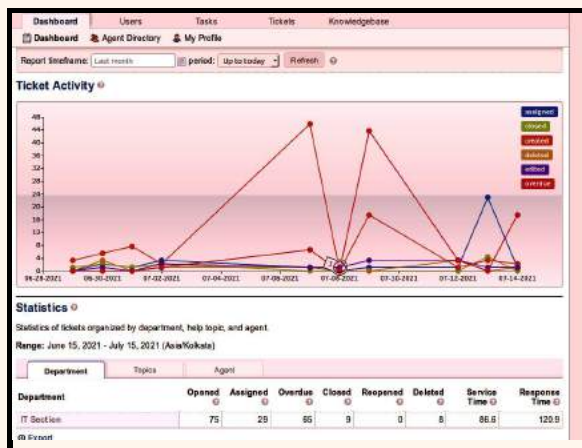 Dashboard Users Tasks Tickets Knowledgebase
Dashboard Agent Directory My Profile
Report timeframe: Last month period: Up to today Refresh
Ticket Activity
assigned
closed
created
deleted
edited
overdue
48
44
40
36
32
28
24
20
16
12
8
4
0
06-28-2021 06-30-2021 07-02-2021 07-04-2021 07-06-2021 07-08-2021 07-10-2021 07-12-2021 07-14-2021
Statistics
Statistics of tickets organized by department, help topic, and agent.
Range: June 15, 2021 - July 15, 2021 (Asia/Kolkata)
Department Topics Agent
Department Opened Assigned Overdue Closed Reopened Deleted Service Time Response Time
IT Section 75 29 65 9 0 8 86.6 120.9
Export